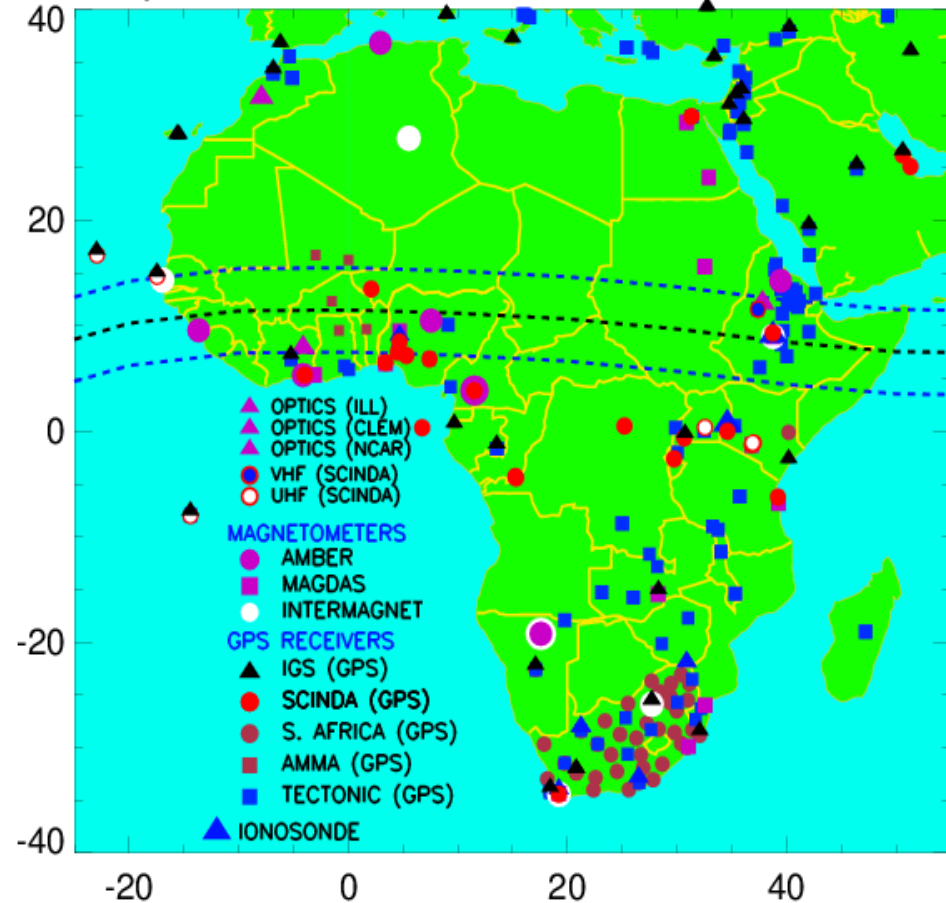 40
20
0
-20
-40
OPTICS (ILL)
OPTICS (CLEM)
OPTICS (NCAR)
VHF (SCINDA)
UHF (SCINDA)
MAGNETOMETERS
AMBER
MAGDAS
INTERMAGNET
GPS RECEIVERS
IGS (GPS)
SCINDA (GPS)
S. AFRICA (GPS)
AMMA (GPS)
TECTONIC (GPS)
IONOSONDE
-20 0 20 40